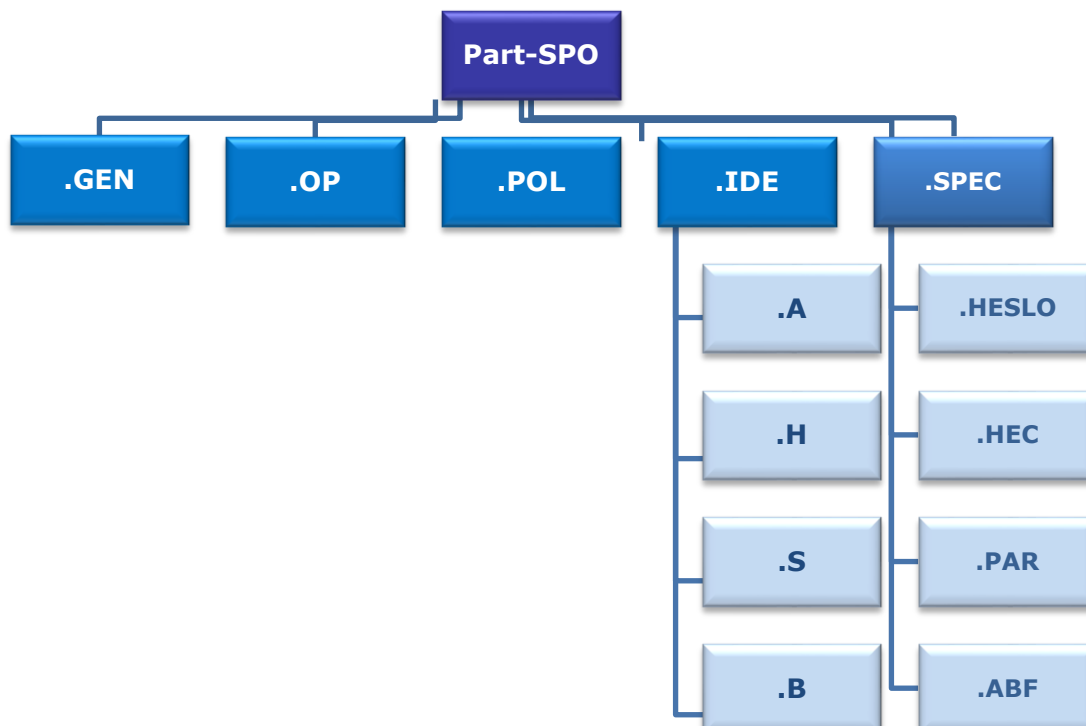 Part-SPO
.GEN
.OP
.POL
.IDE
.SPEC
.A
.HESLO
.H
.HEC
.S
.PAR
.B
.ABF